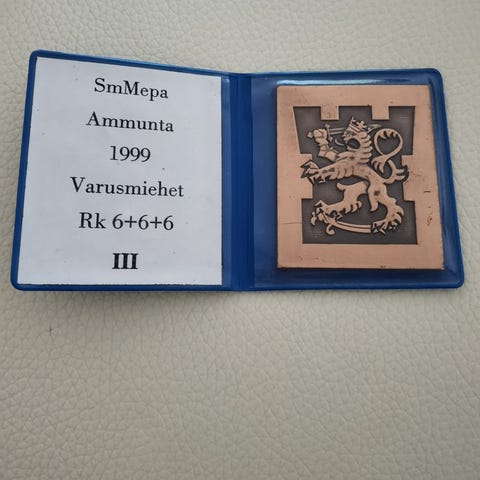 SmMepa
Ammunta
1999
Varusmiehet
Rk 6+6+6
III